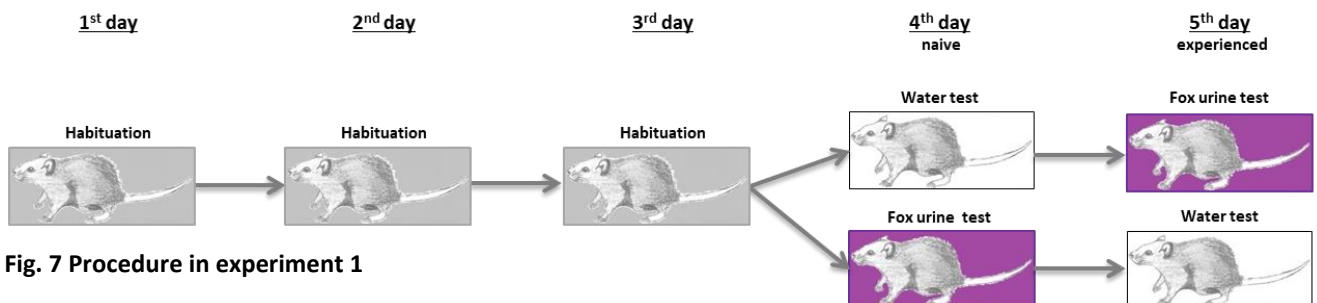 1st day 2nd day 3rd day 4th day 5th day
naive experienced
Water test Fox urine test
Habituation Habituation Habituation
Fox urine test Water test
Fig. 7 Procedure in experiment 1